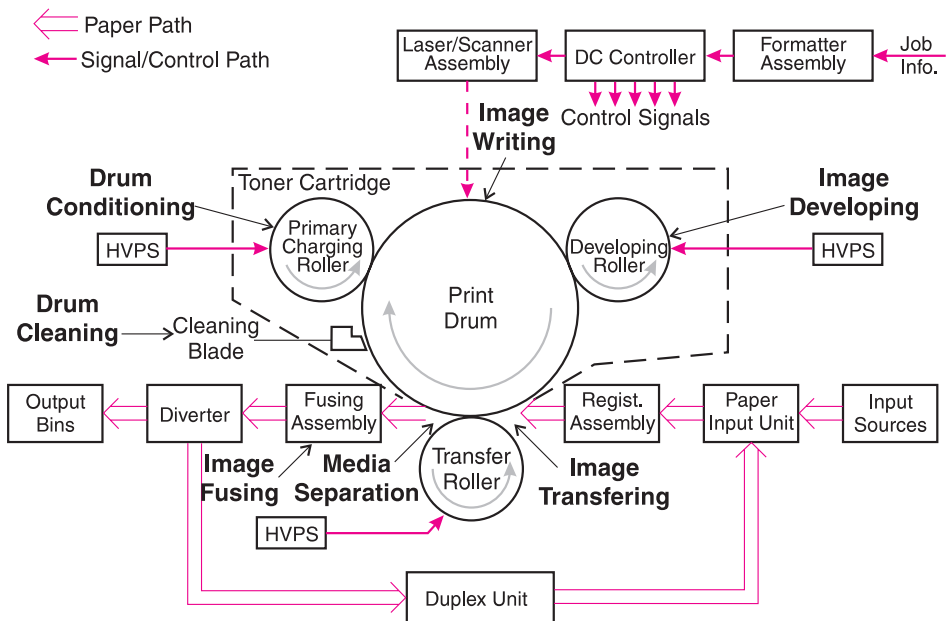 Paper Path
Signal/Control Path
Laser/Scanner
Assembly
DC Controller
Formatter
Assembly
Job
Info.
Control Signals
Image
Writing
Toner Cartridge
Drum
Conditioning
Image
Developing
HVPS
Primary
Charging
Roller
Developing
Roller
HVPS
Print
Drum
Drum
Cleaning
Cleaning
Blade
Output
Bins
Diverter
Fusing
Assembly
Regist.
Assembly
Paper
Input Unit
Input
Sources
Image
Fusing
Media
Separation
Transfer
Roller
Image
Transfering
HVPS
Duplex Unit